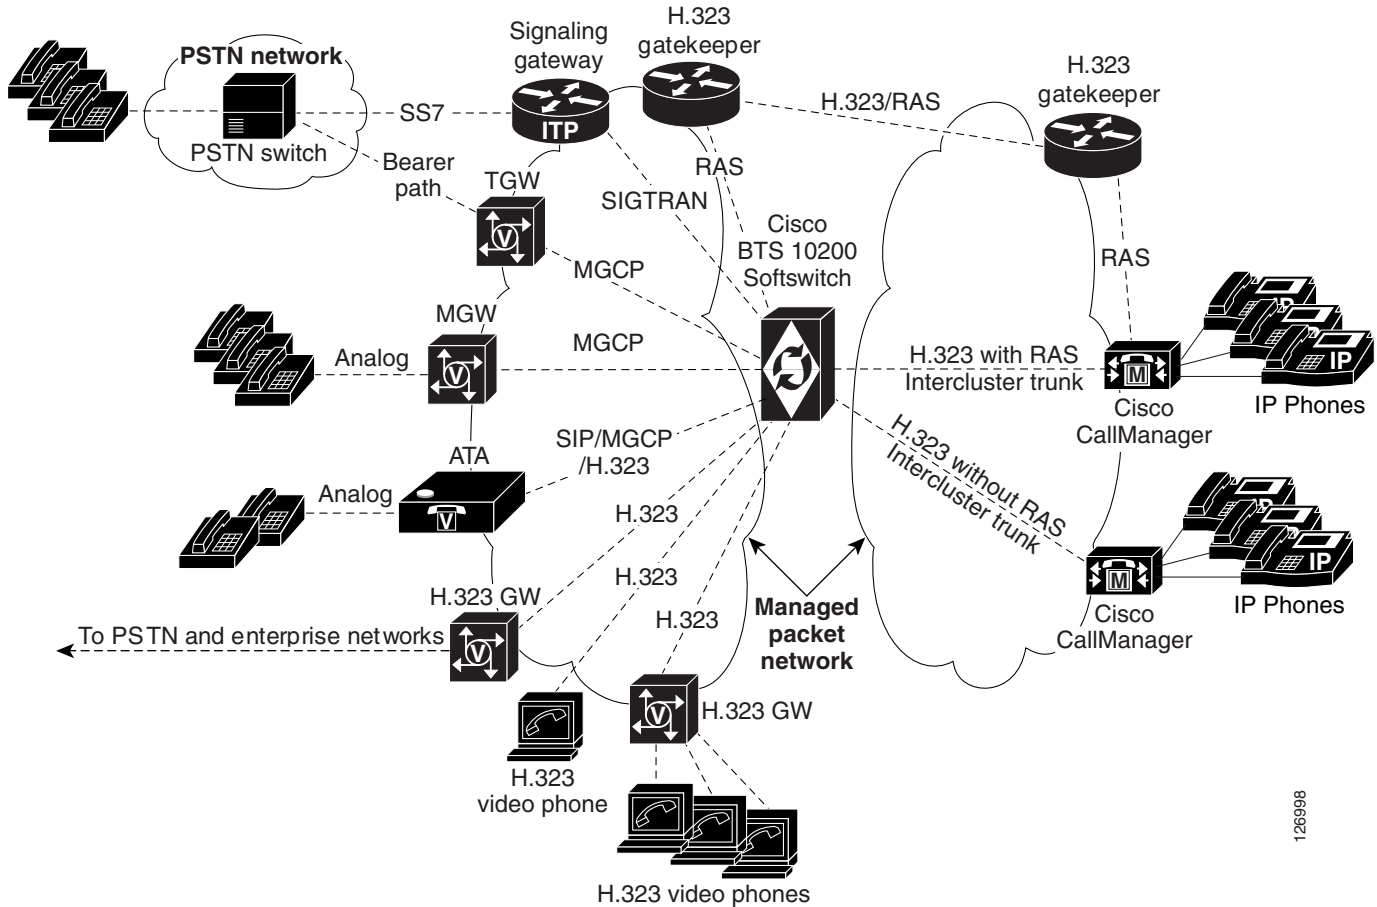 PSTN network
PSTN switch
SS7
Bearer
path
Signaling
gateway
ITP
H.323
gatekeeper
H.323/RAS
H.323
gatekeeper
RAS
SIGTRAN
TGW
V
MGCP
Cisco
BTS 10200
Softswitch
RAS
MGW
V
Analog
MGCP
H.323 with RAS
Intercluster trunk
M
Cisco
CallManager
IP
IP
IP Phones
ATA
V
Analog
SIP/MGCP
/H.323
H.323 without RAS
Intercluster trunk
M
Cisco
CallManager
IP
IP Phones
H.323
H.323
H.323
H.323 GW
V
To PSTN and enterprise networks
Managed
packet
network
V
H.323 GW
H.323
video phone
H.323 video phones
126998